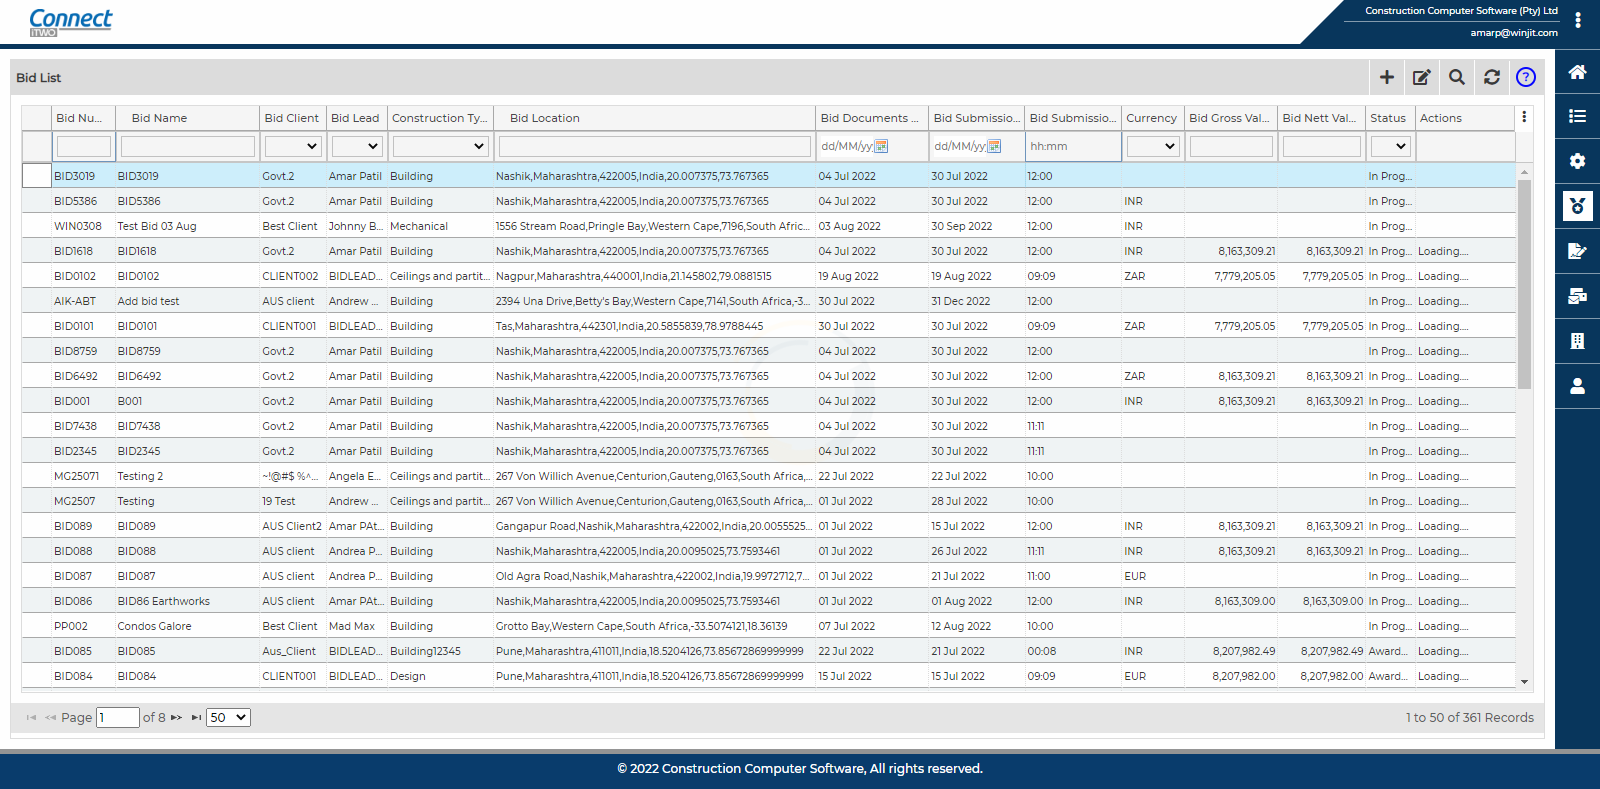 Connect
iTWO
Construction Computer Software (Pty) Ltd
amarp@winjit.com
Bid List
Bid Nu... Bid Name Bid Client Bid Lead Construction Ty... Bid Location Bid Documents ... Bid Submissio... Bid Submissio... Currency Bid Gross Val... Bid Nett Val... Status Actions
dd/MM/yy dd/MM/yy hh:mm
BID3019 BID3019 Govt.2 Amar Patil Building Nashik,Maharashtra,422005,India,20.007375,73.767365 04 Jul 2022 30 Jul 2022 12:00 In Prog...
BID5386 BID5386 Govt.2 Amar Patil Building Nashik,Maharashtra,422005,India,20.007375,73.767365 04 Jul 2022 30 Jul 2022 12:00 INR In Prog...
WIN0308 Test Bid 03 Aug Best Client Johnny B... Mechanical 1556 Stream Road,Pringle Bay,Western Cape,7196,South Afric... 03 Aug 2022 30 Sep 2022 12:00 INR In Prog...
BID1618 BID1618 Govt.2 Amar Patil Building Nashik,Maharashtra,422005,India,20.007375,73.767365 04 Jul 2022 30 Jul 2022 12:00 INR 8,163,309.21 8,163,309.21 In Prog... Loading....
BID0102 BID0102 CLIENT002 BIDLEAD... Ceilings and partit... Nagpur,Maharashtra,440001,India,21.145802,79.0881515 19 Aug 2022 19 Aug 2022 09:09 ZAR 7,779,205.05 7,779,205.05 In Prog... Loading....
AIK-ABT Add bid test AUS client Andrew ... Building 2394 Una Drive,Betty's Bay,Western Cape,7141,South Africa,-3... 30 Jul 2022 31 Dec 2022 12:00 In Prog... Loading....
BID0101 BID0101 CLIENT001 BIDLEAD... Building Tas,Maharashtra,442301,India,20.5855839,78.9788445 30 Jul 2022 30 Jul 2022 09:09 ZAR 7,779,205.05 7,779,205.05 In Prog... Loading....
BID8759 BID8759 Govt.2 Amar Patil Building Nashik,Maharashtra,422005,India,20.007375,73.767365 04 Jul 2022 30 Jul 2022 12:00 In Prog... Loading....
BID6492 BID6492 Govt.2 Amar Patil Building Nashik,Maharashtra,422005,India,20.007375,73.767365 04 Jul 2022 30 Jul 2022 12:00 ZAR 8,163,309.21 8,163,309.21 In Prog... Loading....
BID001 B001 Govt.2 Amar Patil Building Nashik,Maharashtra,422005,India,20.007375,73.767365 04 Jul 2022 30 Jul 2022 12:00 INR 8,163,309.21 8,163,309.21 In Prog... Loading....
BID7438 BID7438 Govt.2 Amar Patil Building Nashik,Maharashtra,422005,India,20.007375,73.767365 04 Jul 2022 30 Jul 2022 11:11 In Prog... Loading....
BID2345 BID2345 Govt.2 Amar Patil Building Nashik,Maharashtra,422005,India,20.007375,73.767365 04 Jul 2022 30 Jul 2022 11:11 In Prog... Loading....
MG25071 Testing 2 ~!@#$ %^... Angela E... Ceilings and partit... 267 Von Willich Avenue,Centurion,Gauteng,0163,South Africa,... 22 Jul 2022 22 Jul 2022 10:00 In Prog... Loading....
MG2507 Testing 19 Test Andrew ... Ceilings and partit... 267 Von Willich Avenue,Centurion,Gauteng,0163,South Africa,... 01 Jul 2022 28 Jul 2022 10:00 In Prog... Loading....
BID089 BID089 AUS Client2 Amar PAt... Building Gangapur Road,Nashik,Maharashtra,422002,India,20.0055525... 01 Jul 2022 15 Jul 2022 12:00 INR 8,163,309.21 8,163,309.21 In Prog... Loading....
BID088 BID088 AUS client Andrea P... Building Nashik,Maharashtra,422005,India,20.0095025,73.7593461 01 Jul 2022 26 Jul 2022 11:11 INR 8,163,309.21 8,163,309.21 In Prog... Loading....
BID087 BID087 AUS client Andrea P... Building Old Agra Road,Nashik,Maharashtra,422002,India,19.9972712,7... 01 Jul 2022 21 Jul 2022 11:00 EUR In Prog... Loading....
BID086 BID86 Earthworks AUS client Amar PAt... Building Nashik,Maharashtra,422005,India,20.0095025,73.7593461 01 Jul 2022 01 Aug 2022 12:00 INR 8,163,309.00 8,163,309.00 In Prog... Loading....
PP002 Condos Galore Best Client Mad Max Building Grotto Bay,Western Cape,South Africa,-33.5074121,18.36139 07 Jul 2022 12 Aug 2022 10:00 In Prog... Loading....
BID085 BID085 Aus_Client BIDLEAD... Building12345 Pune,Maharashtra,411011,India,18.5204126,73.85672869999999 22 Jul 2022 21 Jul 2022 00:08 INR 8,207,982.49 8,207,982.49 Award... Loading....
BID084 BID084 CLIENT001 BIDLEAD... Design Pune,Maharashtra,411011,India,18.5204126,73.85672869999999 15 Jul 2022 15 Jul 2022 09:09 EUR 8,207,982.00 8,207,982.00 Award... Loading....
Page 1 of 8 50 1 to 50 of 361 Records
© 2022 Construction Computer Software, All rights reserved.